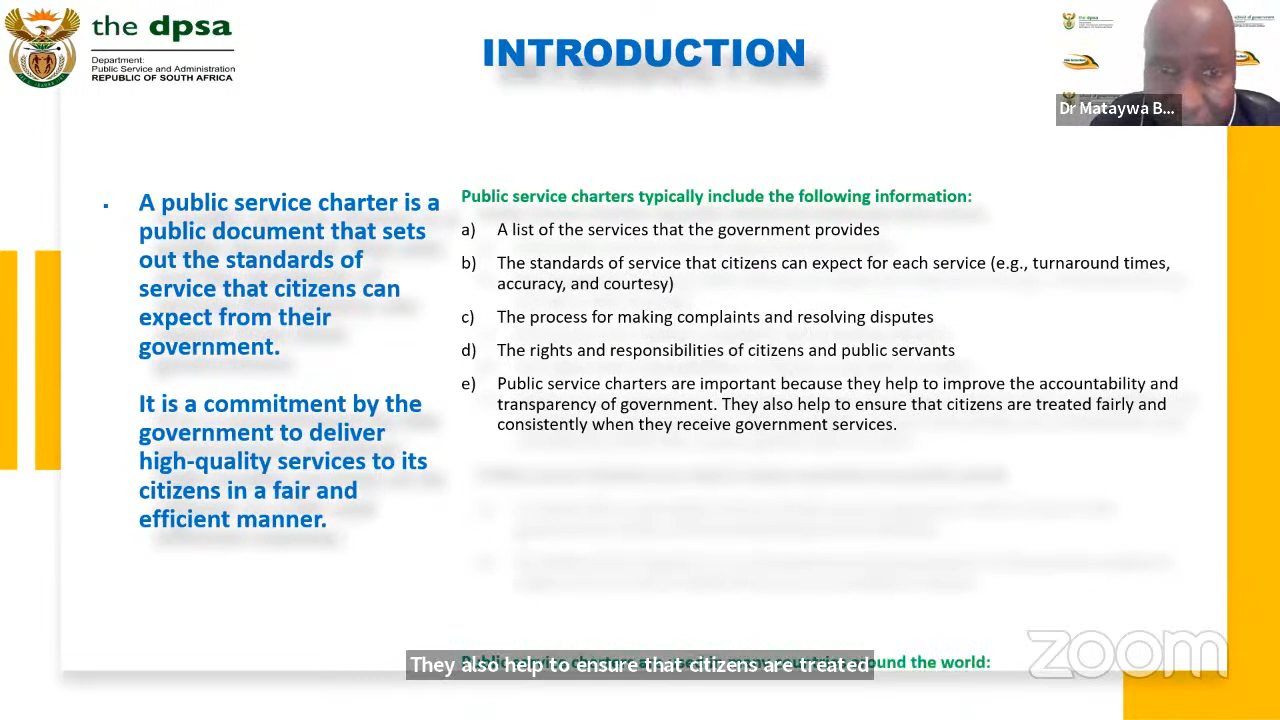 the dpsa
Department:
Public Service and Administration
REPUBLIC OF SOUTH AFRICA
INTRODUCTION
Dr Mataywa B...
▪ A public service charter is a
public document that sets
out the standards of
service that citizens can
expect from their
government.
It is a commitment by the
government to deliver
high-quality services to its
citizens in a fair and
efficient manner.
Public service charters typically include the following information:
a) A list of the services that the government provides
b) The standards of service that citizens can expect for each service (e.g., turnaround times,
accuracy, and courtesy)
c) The process for making complaints and resolving disputes
d) The rights and responsibilities of citizens and public servants
e) Public service charters are important because they help to improve the accountability and
transparency of government. They also help to ensure that citizens are treated fairly and
consistently when they receive government services.
zoom
They also help to ensure that citizens are treated
the world: